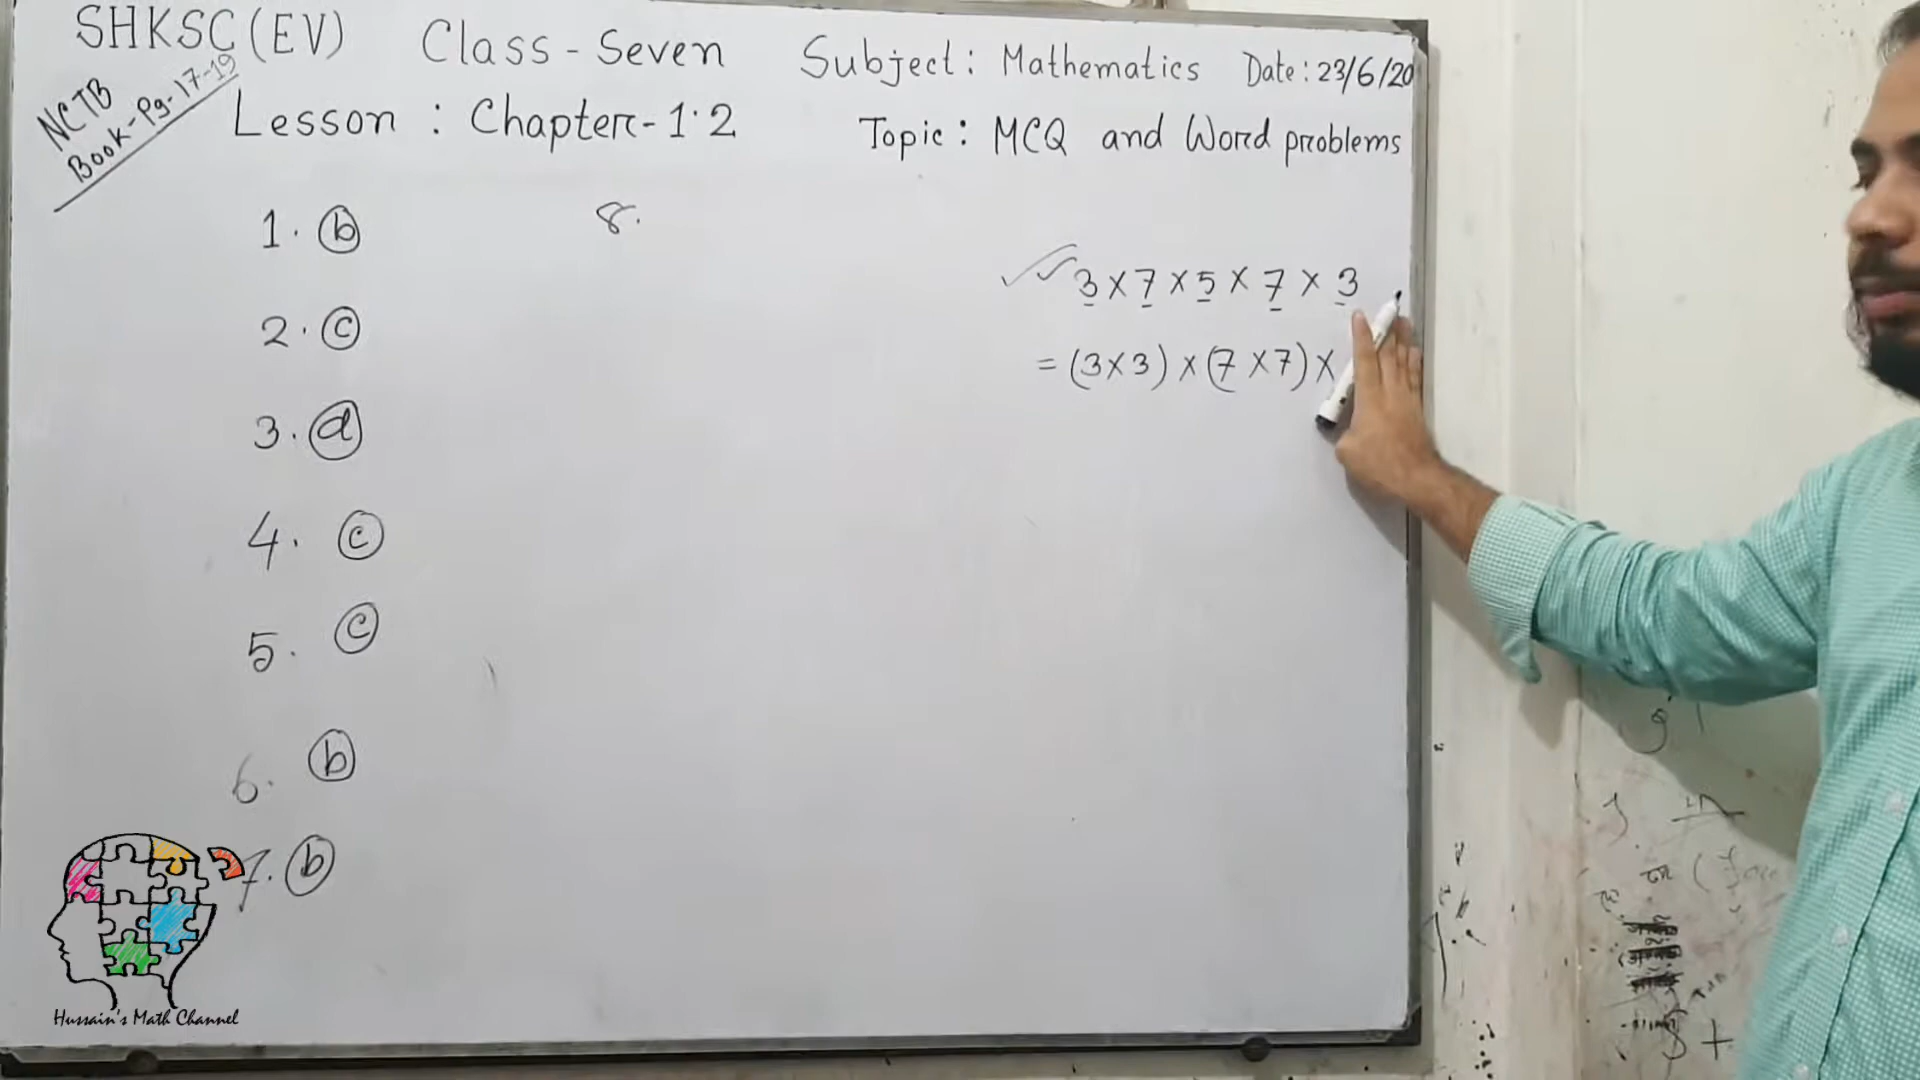 SHKSC (EV) Class - Seven Subject : Mathematics Date : 23/6/20
NCTB
Book - Pg - 17-19
Lesson : Chapter - 1·2 Topic : MCQ and Word problems
1. b
2. c
3. d
4. c
5. c
6. b
7. b
8.
3 × 7 × 5 × 7 × 3
= (3 × 3) × (7 × 7) ×
Hussain's Math Channel